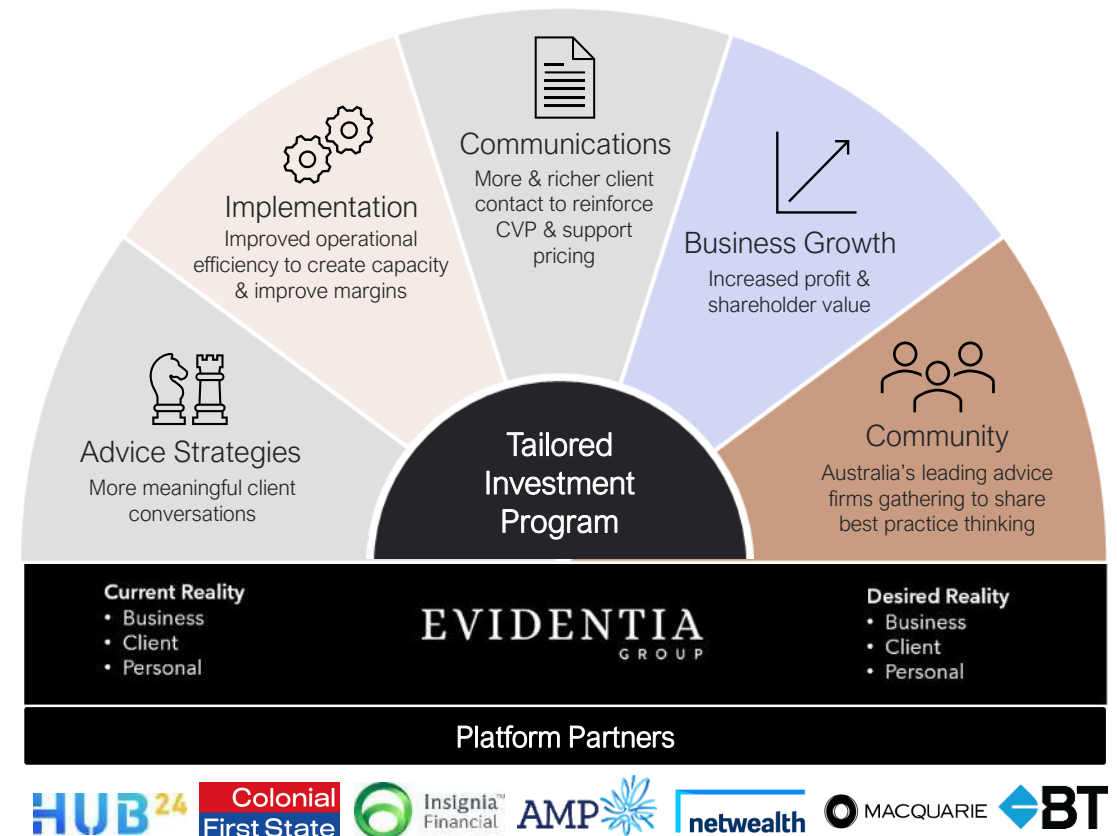 Communications
More & richer client
contact to reinforce
CVP & support
pricing
Implementation
Improved operational
efficiency to create capacity
& improve margins
Business Growth
Increased profit &
shareholder value
Advice Strategies
More meaningful client
conversations
Tailored
Investment
Program
Community
Australia's leading advice
firms gathering to share
best practice thinking
Current Reality
• Business
• Client
• Personal
EVIDENTIA
GROUP
Desired Reality
• Business
• Client
• Personal
Platform Partners
HUB24
Colonial
First State
Insignia™
Financial
AMP
netwealth
MACQUARIE
BT